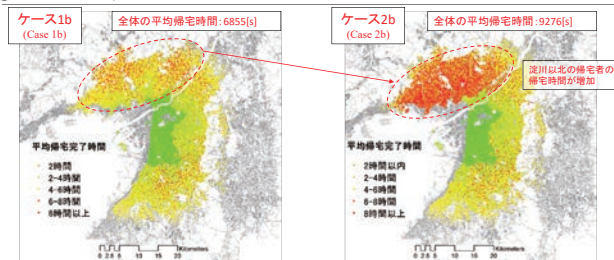 ケース1b
(Case 1b)
全体の平均帰宅時間:6855[s]
平均帰宅完了時間
2時間
2-4時間
4-6時間
6-8時間
8時間以上
Kilometers
ケース2b
(Case 2b)
全体の平均帰宅時間:9276[s]
淀川以北の帰宅者の
帰宅時間が増加
平均帰宅完了時間
2時間以内
2-4時間
4-6時間
6-8時間
8時間以上
Kilometers